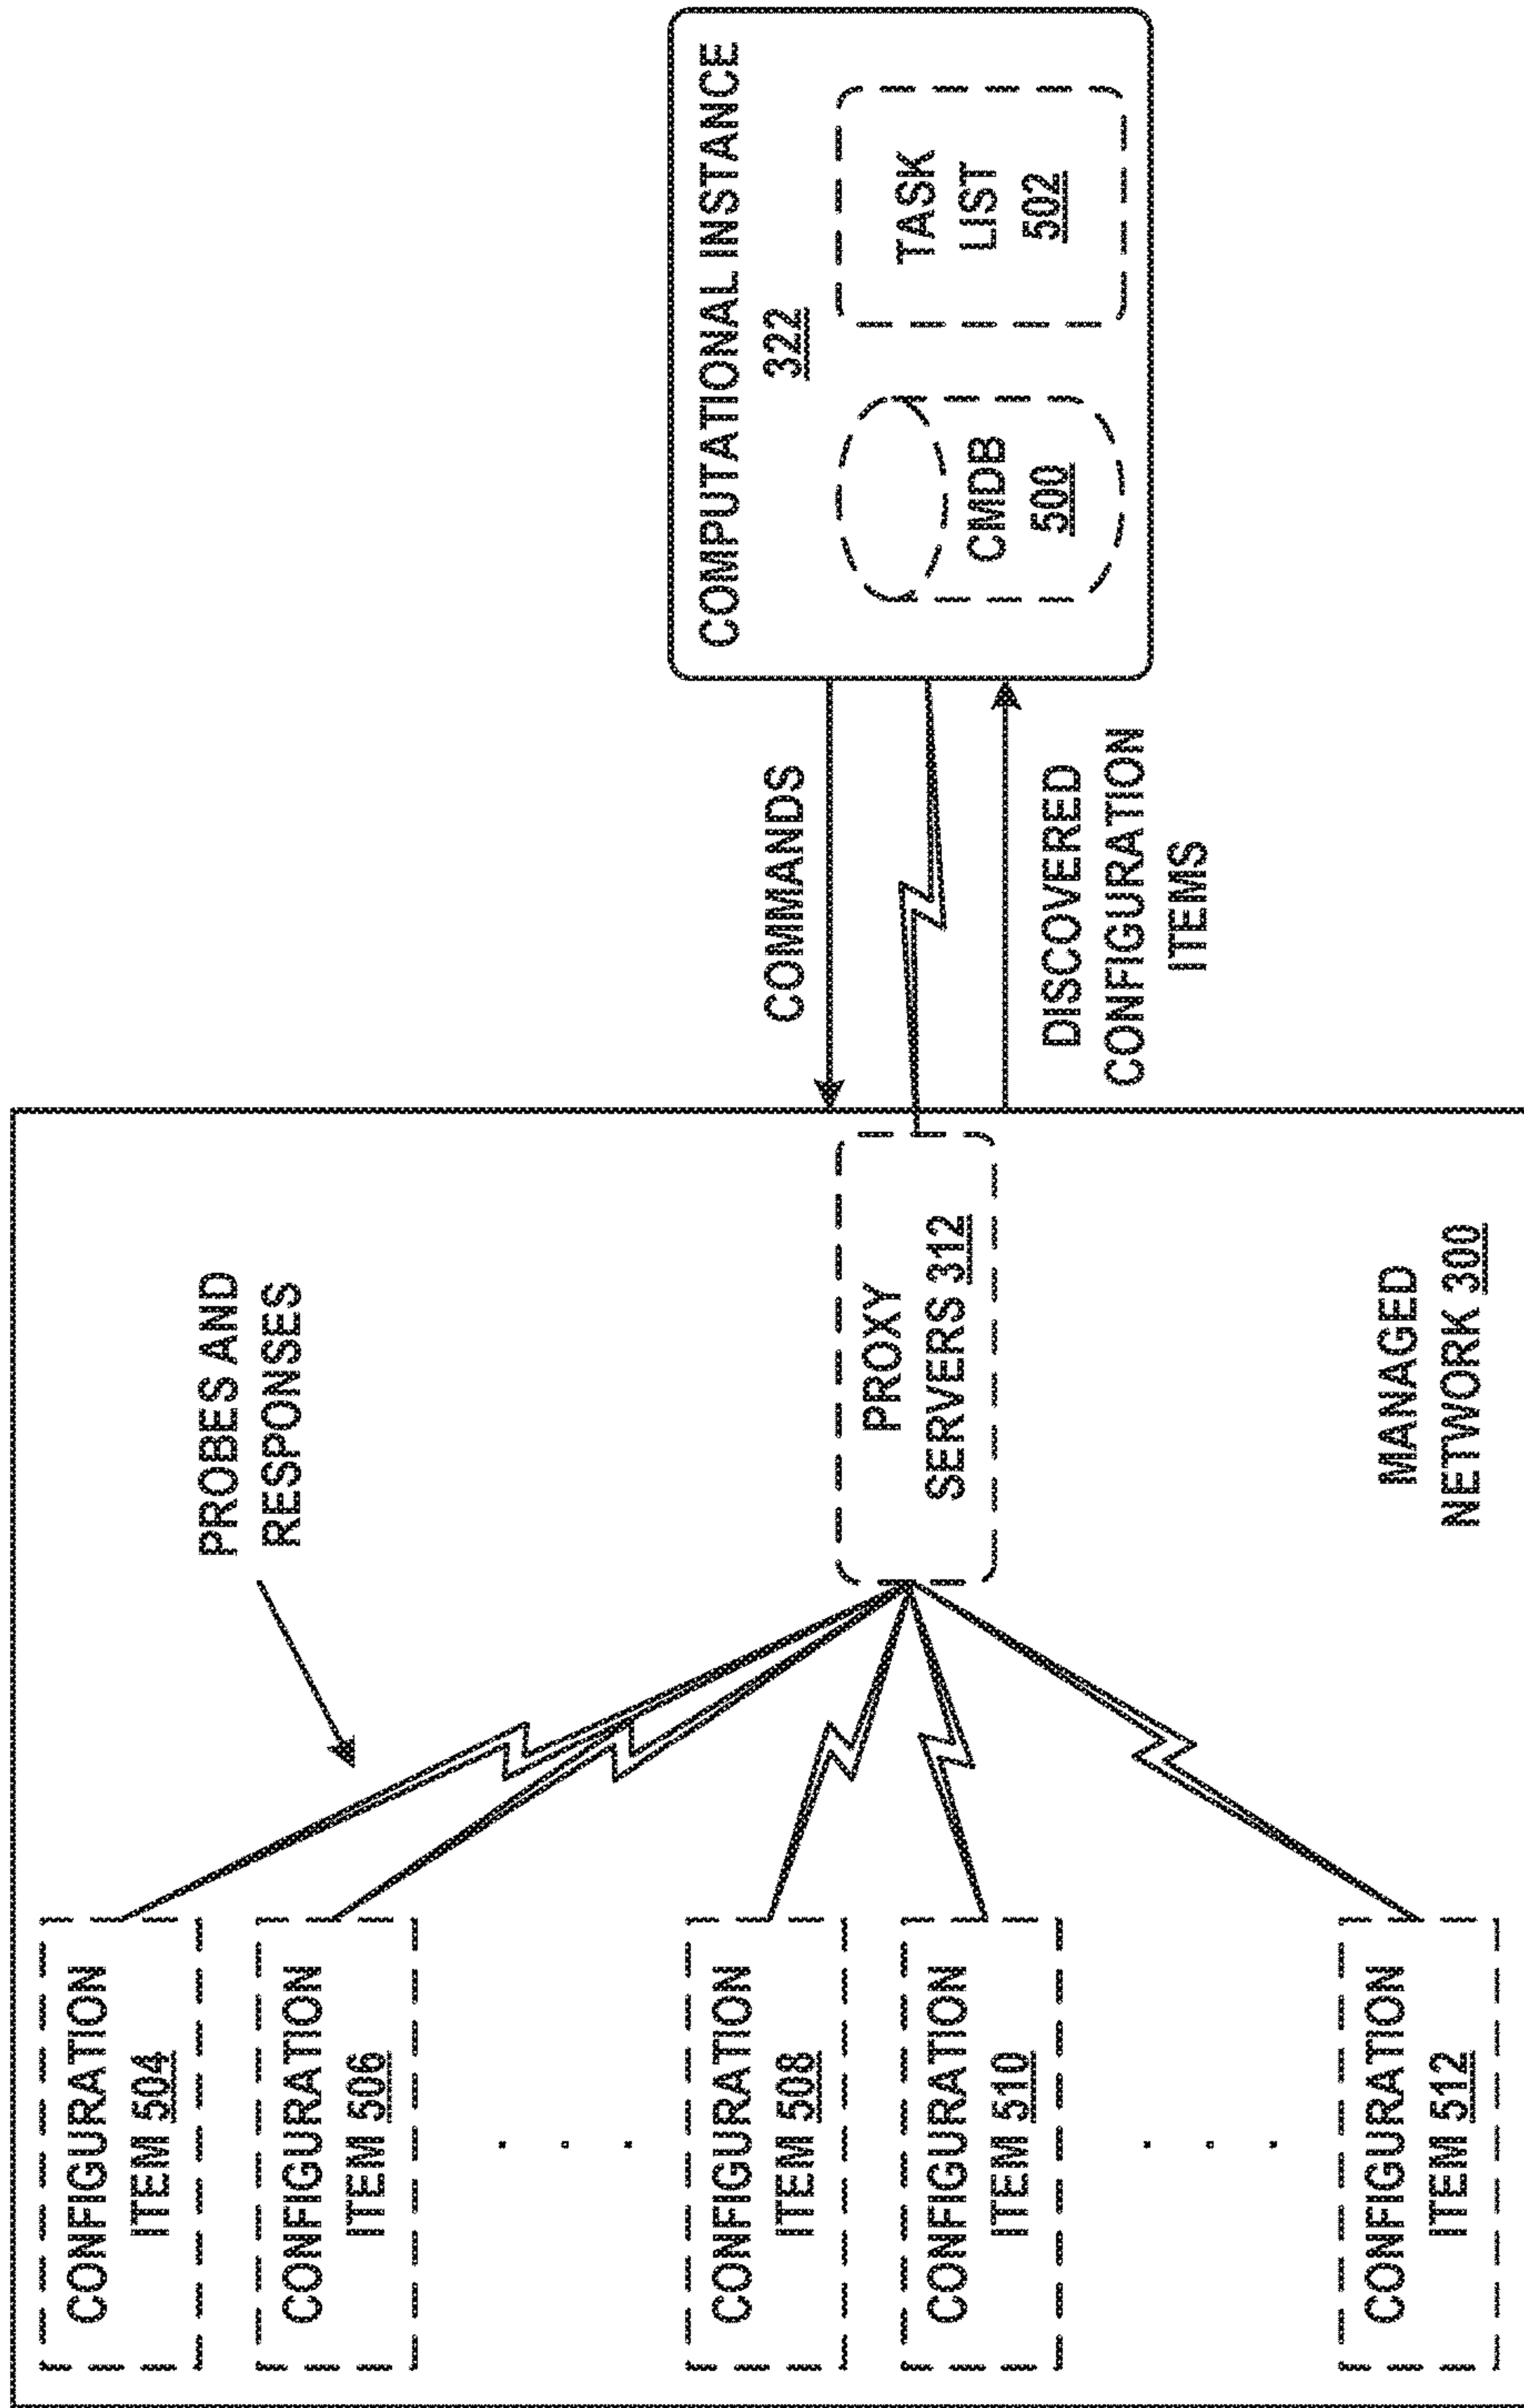 CONFIGURATION
ITEM 504
CONFIGURATION
ITEM 506
CONFIGURATION
ITEM 508
CONFIGURATION
ITEM 510
CONFIGURATION
ITEM 512
PROBES AND
RESPONSES
PROXY
SERVERS 312
MANAGED
NETWORK 300
COMMANDS
DISCOVERED
CONFIGURATION
ITEMS
COMPUTATIONAL INSTANCE
322
CMDB
500
TASK
LIST
502